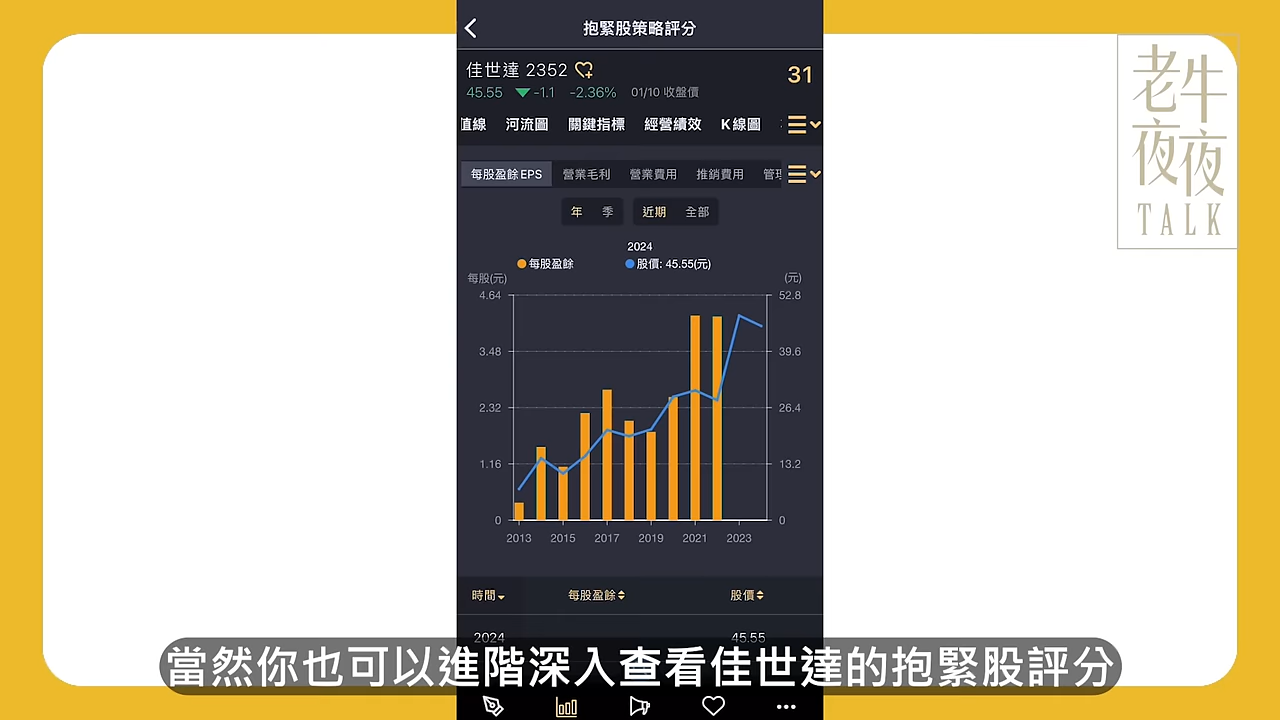 抱緊股策略評分
佳世達 2352
31
45.55 ▼ -1.1 -2.36% 01/10 收盤價
值線 河流圖 關鍵指標 經營績效 K線圖
每股盈餘EPS 營業毛利 營業費用 推銷費用 管理
年 季 近期 全部
2024
每股盈餘 股價: 45.55(元)
每股(元) (元)
4.64 52.8
3.48 39.6
2.32 26.4
1.16 13.2
0 0
2013 2015 2017 2019 2021 2023
時間 每股盈餘 股價
2024 45.55
當然你也可以進階深入查看佳世達的抱緊股評分
老牛
夜夜
TALK